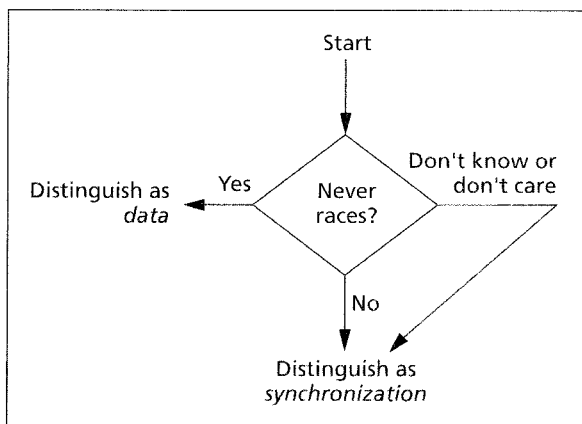 Start
Never
races?
Yes
Distinguish as
data
Don't know or
don't care
No
Distinguish as
synchronization